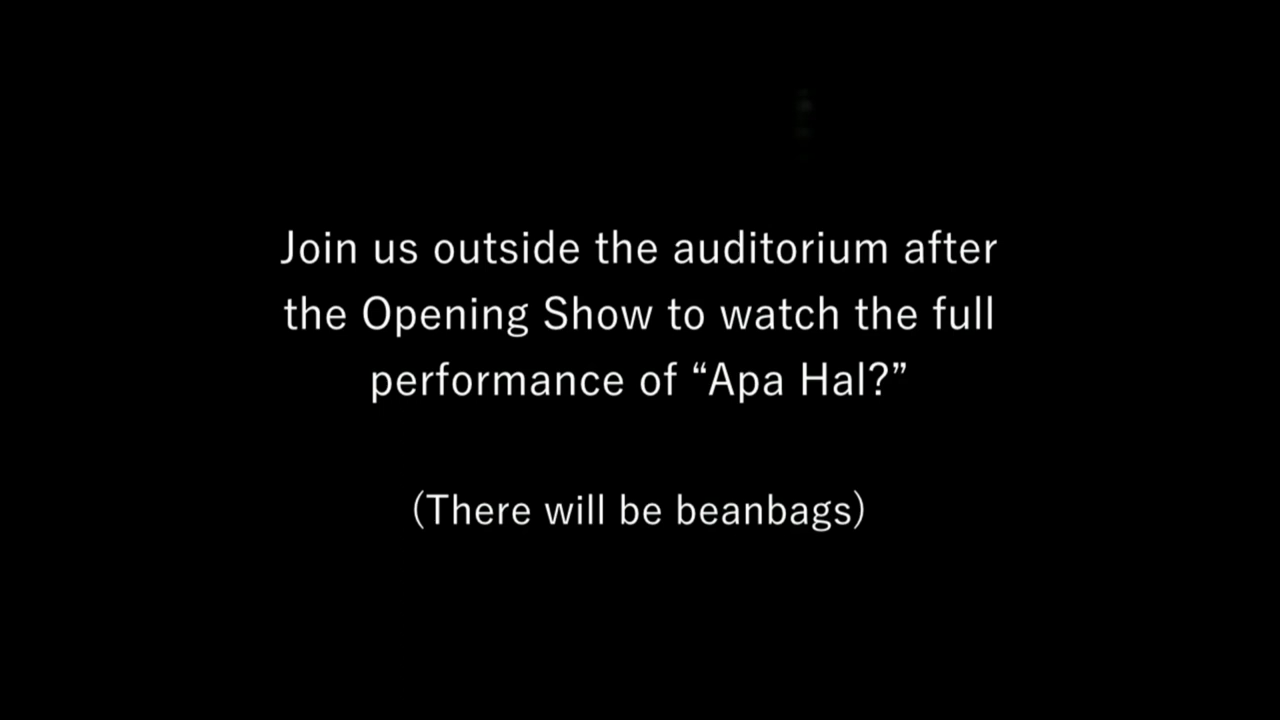 Join us outside the auditorium after
the Opening Show to watch the full
performance of “Apa Hal?”
(There will be beanbags)